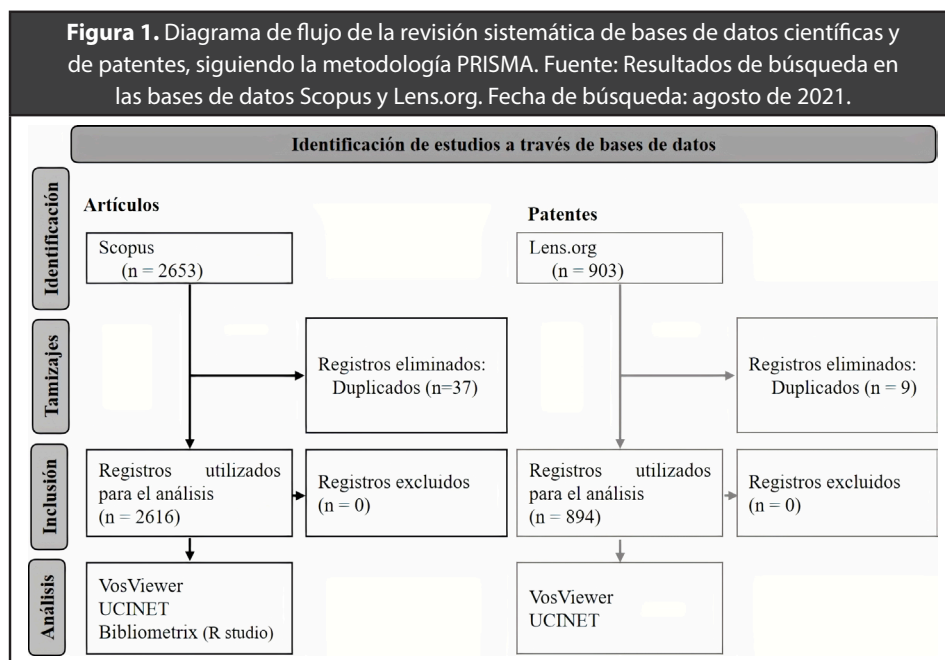 Figura 1. Diagrama de flujo de la revisión sistemática de bases de datos científicas y
de patentes, siguiendo la metodología PRISMA. Fuente: Resultados de búsqueda en
las bases de datos Scopus y Lens.org. Fecha de búsqueda: agosto de 2021.
Identificación de estudios a través de bases de datos
Identificación
Artículos
Patentes
Scopus
(n = 2653)
Lens.org
(n = 903)
Tamizajes
Registros eliminados:
Duplicados (n=37)
Registros eliminados:
Duplicados (n = 9)
Inclusión
Registros utilizados
para el análisis
(n = 2616)
Registros excluidos
(n = 0)
Registros utilizados
para el análisis
(n = 894)
Registros excluidos
(n = 0)
Análisis
VosViewer
UCINET
Bibliometrix (R studio)
VosViewer
UCINET